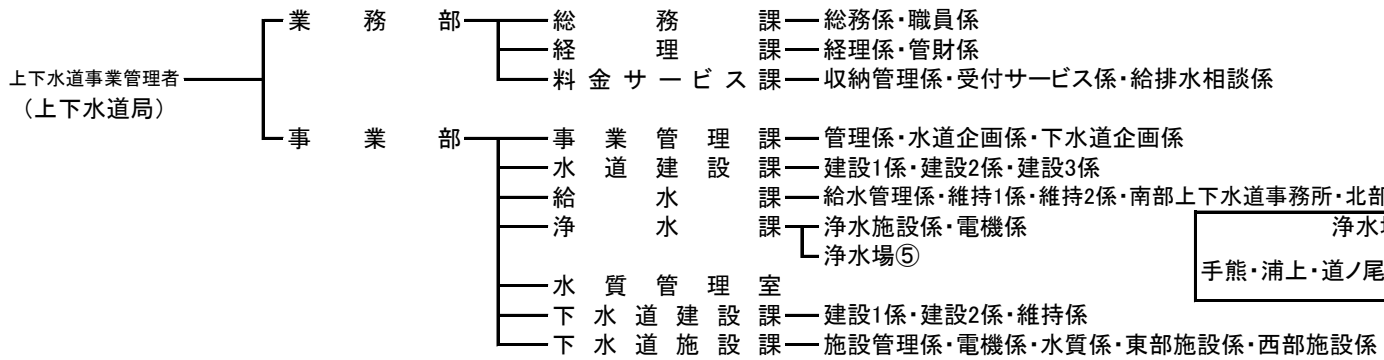 業務部 総務課 総務係・職員係
経理課 経理係・管財係
上下水道事業管理者
（上下水道局）
料金サービス課 収納管理係・受付サービス係・給排水相談係
事業部 事業管理課 管理係・水道企画係・下水道企画係
水道建設課 建設1係・建設2係・建設3係
給水課 給水管理係・維持1係・維持2係・南部上下水道事務所・北部
浄水課 浄水施設係・電機係
浄水場⑤
浄水場
手熊・浦上・道ノ尾
水質管理室
下水道建設課 建設1係・建設2係・維持係
下水道施設課 施設管理係・電機係・水質係・東部施設係・西部施設係